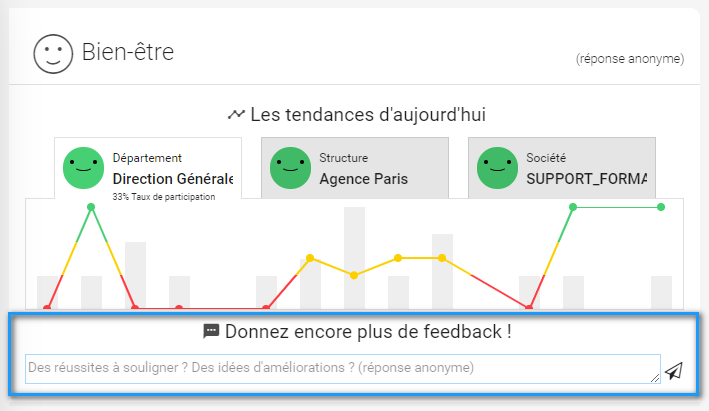 Bien-être
(réponse anonyme)
Les tendances d'aujourd'hui
Département
Direction Générale
33% Taux de participation
Structure
Agence Paris
Société
SUPPORT_FORMA
Donnez encore plus de feedback !
Des réussites à souligner ? Des idées d'améliorations ? (réponse anonyme)